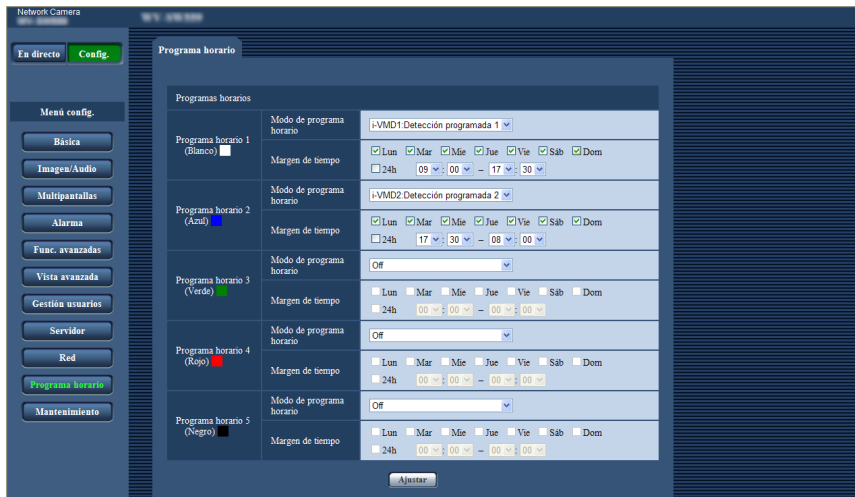 Network Camera
En directo
Config.
Menú config.
Básica
Imagen/Audio
Multipantallas
Alarma
Func. avanzadas
Vista avanzada
Gestión usuarios
Servidor
Red
Programa horario
Mantenimiento
Programa horario
Programas horarios
Programa horario 1
(Blanco)
Modo de programa
horario
i-VMD1:Detección programada 1
Margen de tiempo
Lun Mar Mie Jue Vie Sáb Dom
24h 09 : 00 – 17 : 30
Programa horario 2
(Azul)
Modo de programa
horario
i-VMD2:Detección programada 2
Margen de tiempo
Lun Mar Mie Jue Vie Sáb Dom
24h 17 : 30 – 08 : 00
Programa horario 3
(Verde)
Modo de programa
horario
Off
Margen de tiempo
Lun Mar Mie Jue Vie Sáb Dom
24h 00 : 00 – 00 : 00
Programa horario 4
(Rojo)
Modo de programa
horario
Off
Margen de tiempo
Lun Mar Mie Jue Vie Sáb Dom
24h 00 : 00 – 00 : 00
Programa horario 5
(Negro)
Modo de programa
horario
Off
Margen de tiempo
Lun Mar Mie Jue Vie Sáb Dom
24h 00 : 00 – 00 : 00
Ajustar